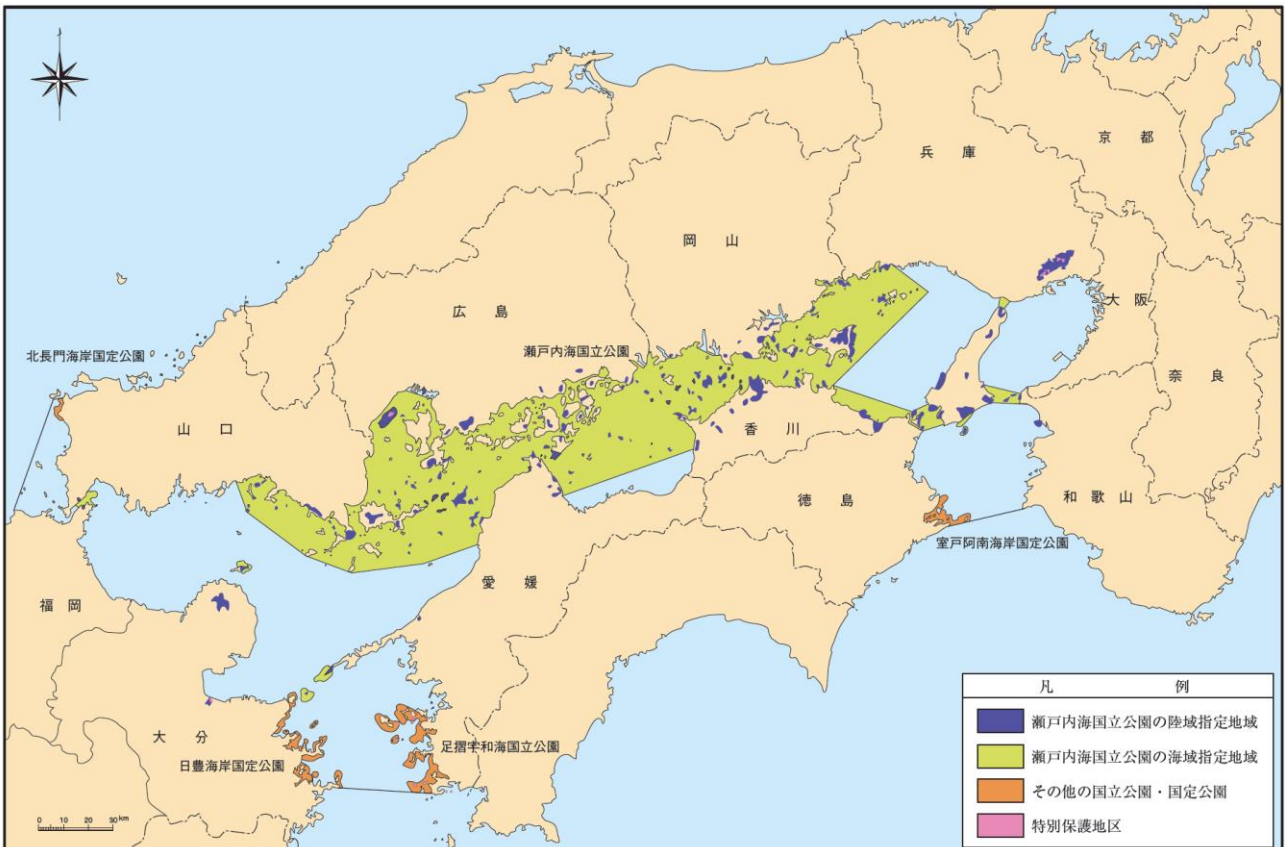 京 都
兵 庫
岡 山
大 阪
広 島
瀬戸内海国立公園
北長門海岸国定公園
奈 良
山 口
香 川
徳 島
和 歌 山
室戸阿南海岸国定公園
愛 媛
福 岡
大 分
足摺宇和海国立公園
日豊海岸国定公園
0 10 20 30 km
凡 例
瀬戸内海国立公園の陸域指定地域
瀬戸内海国立公園の海域指定地域
その他の国立公園・国定公園
特別保護地区